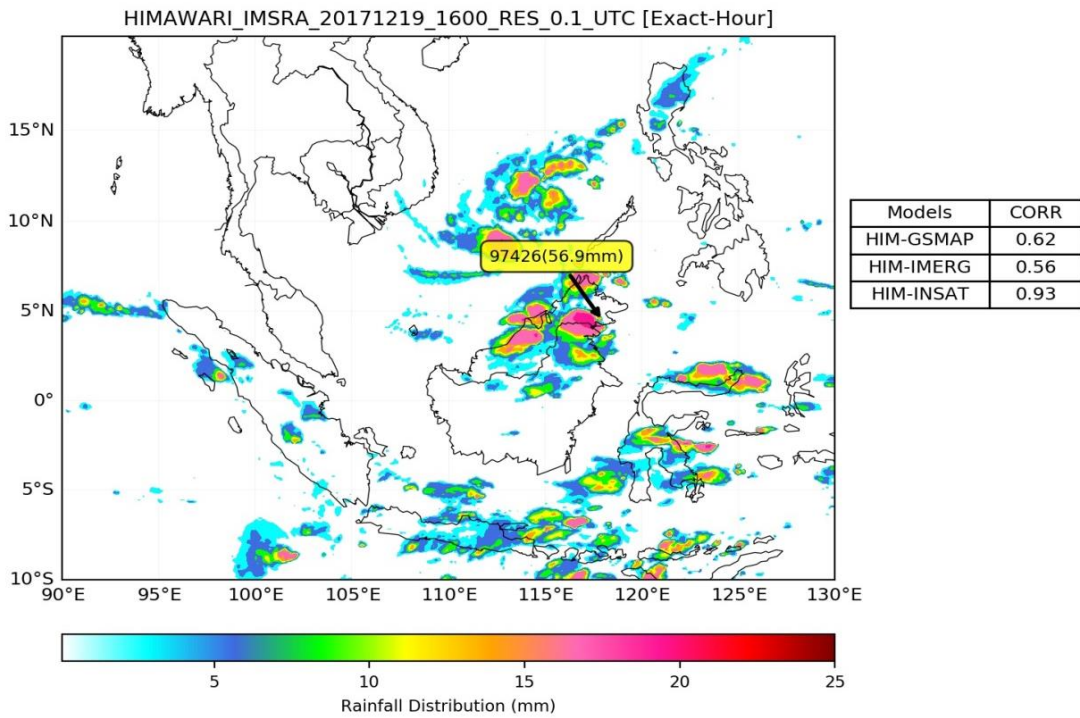 HIMAWARI_IMSRA_20171219_1600_RES_0.1_UTC [Exact-Hour]
15°N
10°N
97426(56.9mm)
5°N
0°
5°S
10°S
90°E 95°E 100°E 105°E 110°E 115°E 120°E 125°E 130°E
Models CORR
HIM-GSMAP 0.62
HIM-IMERG 0.56
HIM-INSAT 0.93
5 10 15 20 25
Rainfall Distribution (mm)